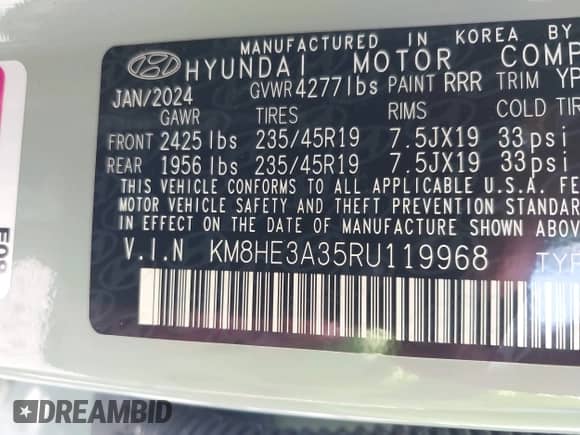 MANUFACTURED IN KOREA BY
HYUNDAI MOTOR COMP
JAN/2024 GVWR 4277 lbs PAINT RRR TRIM YP
GAWR TIRES RIMS COLD TI
FRONT 2425 lbs 235/45R19 7.5JX19 33 psi
REAR 1956 lbs 235/45R19 7.5JX19 33 psi
THIS VEHICLE CONFORMS TO ALL APPLICABLE U.S.A. FE
MOTOR VEHICLE SAFETY AND THEFT PREVENTION STANDAR
IN EFFECT ON THE DATE OF MANUFACTURE SHOWN ABOVE
V.I.N KM8HE3A35RU119968 TYP
DREAMBID